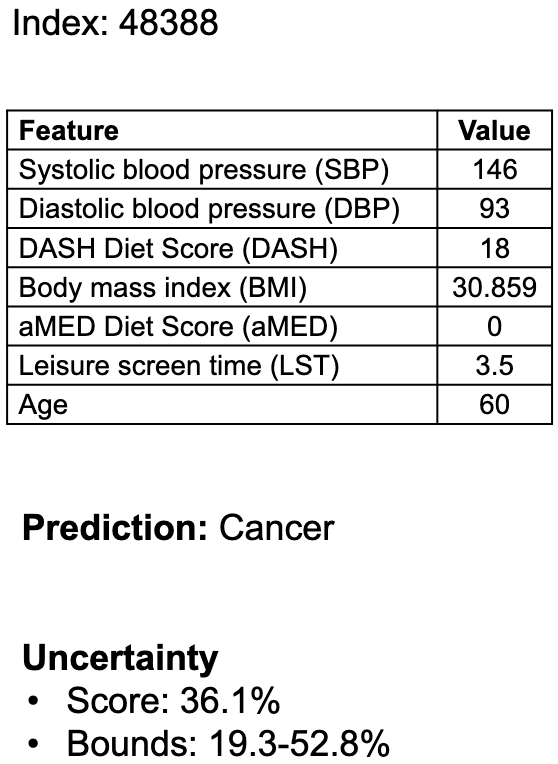 Index: 48388
Feature Value
Systolic blood pressure (SBP) 146
Diastolic blood pressure (DBP) 93
DASH Diet Score (DASH) 18
Body mass index (BMI) 30.859
aMED Diet Score (aMED) 0
Leisure screen time (LST) 3.5
Age 60
Prediction: Cancer
Uncertainty
• Score: 36.1%
• Bounds: 19.3-52.8%